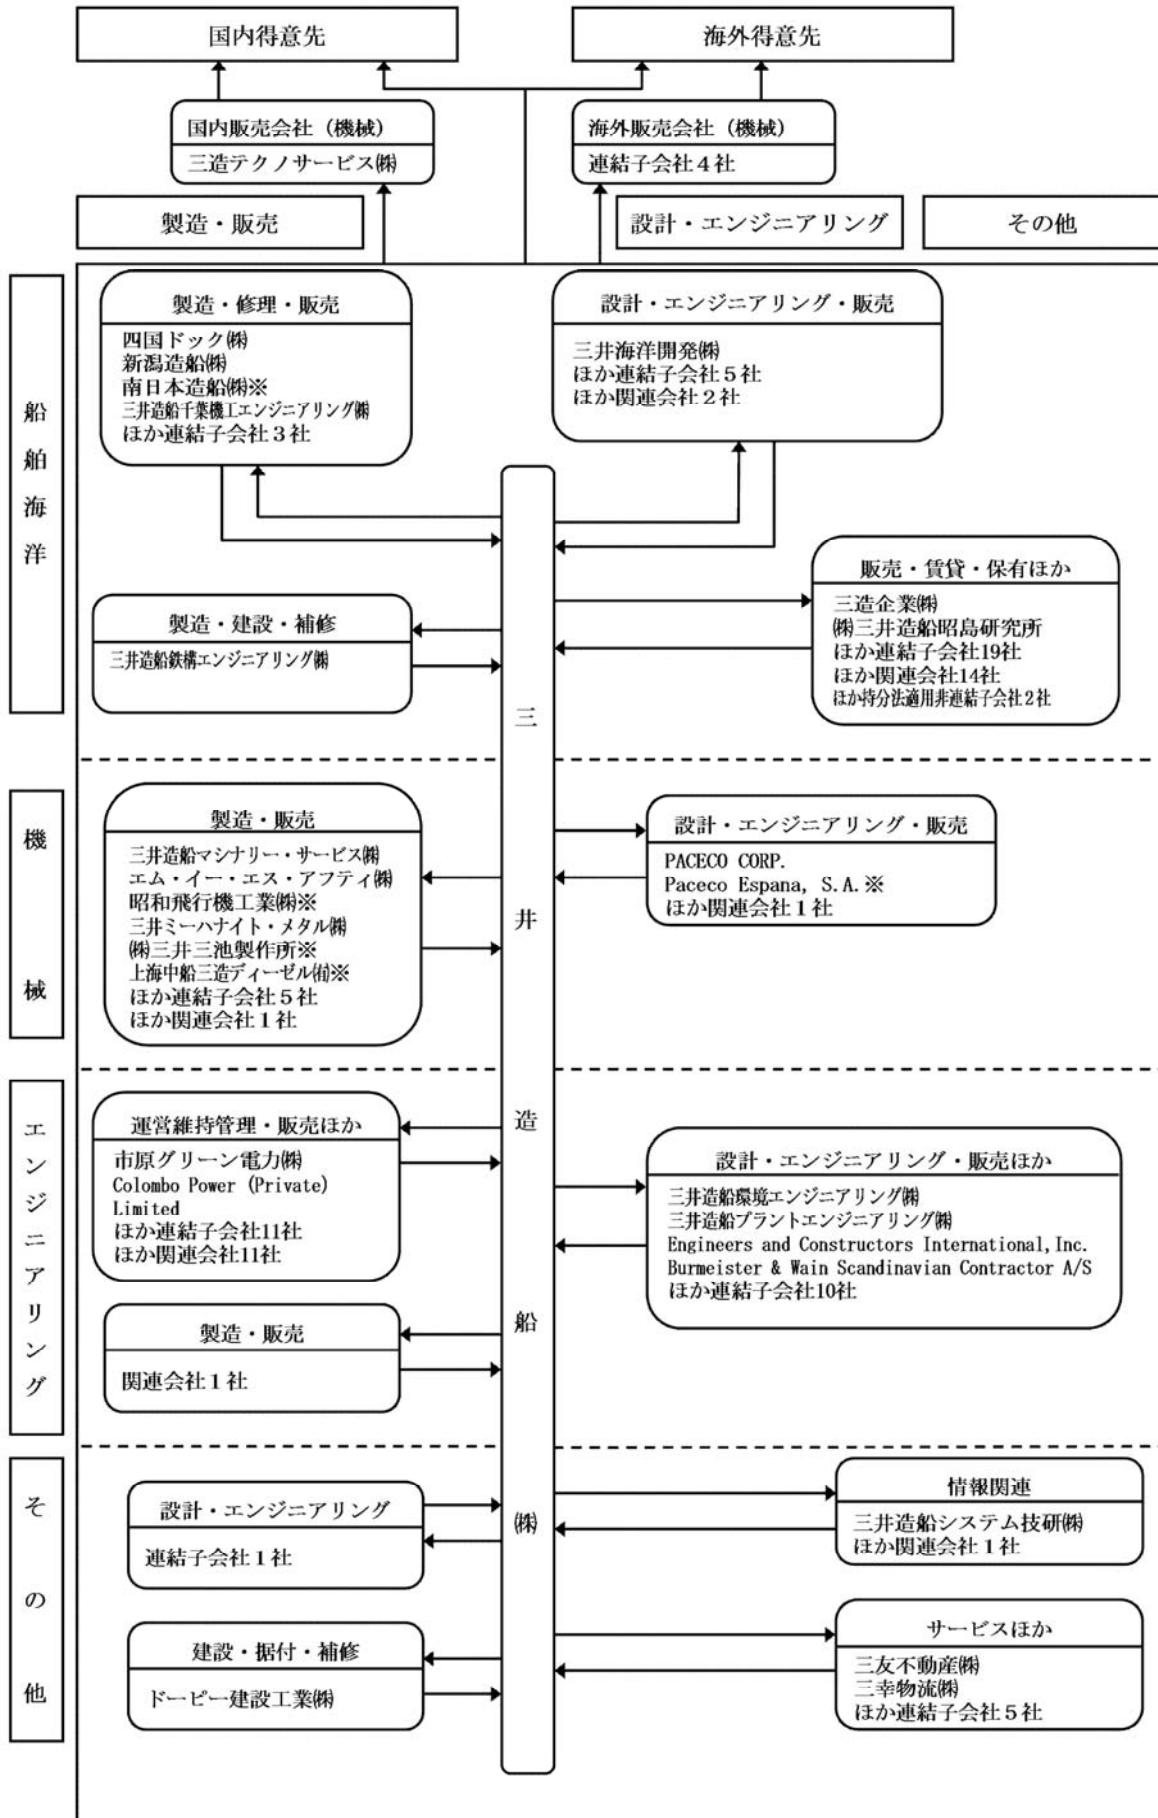 国内得意先
海外得意先
国内販売会社（機械）
三造テクノサービス㈱
海外販売会社（機械）
連結子会社４社
製造・販売
設計・エンジニアリング
その他
船舶海洋
製造・修理・販売
四国ドック㈱
新潟造船㈱
南日本造船㈱※
三井造船千葉機工エンジニアリング㈱
ほか連結子会社３社
設計・エンジニアリング・販売
三井海洋開発㈱
ほか連結子会社５社
ほか関連会社２社
製造・建設・補修
三井造船鉄構エンジニアリング㈱
販売・賃貸・保有ほか
三造企業㈱
㈱三井造船昭島研究所
ほか連結子会社19社
ほか関連会社14社
ほか持分法適用非連結子会社２社
三井造船㈱
機械
製造・販売
三井造船マシナリー・サービス㈱
エム・イー・エス・アフティ㈱
昭和飛行機工業㈱※
三井ミーハナイト・メタル㈱
㈱三井三池製作所※
上海中船三造ディーゼル㈲※
ほか連結子会社５社
ほか関連会社１社
設計・エンジニアリング・販売
PACECO CORP.
Paceco Espana, S.A.※
ほか関連会社１社
エンジニアリング
運営維持管理・販売ほか
市原グリーン電力㈱
Colombo Power (Private)
Limited
ほか連結子会社11社
ほか関連会社11社
設計・エンジニアリング・販売ほか
三井造船環境エンジニアリング㈱
三井造船プラントエンジニアリング㈱
Engineers and Constructors International,Inc.
Burmeister & Wain Scandinavian Contractor A/S
ほか連結子会社10社
製造・販売
関連会社１社
その他
設計・エンジニアリング
連結子会社１社
情報関連
三井造船システム技研㈱
ほか関連会社１社
建設・据付・補修
ドーピー建設工業㈱
サービスほか
三友不動産㈱
三幸物流㈱
ほか連結子会社５社